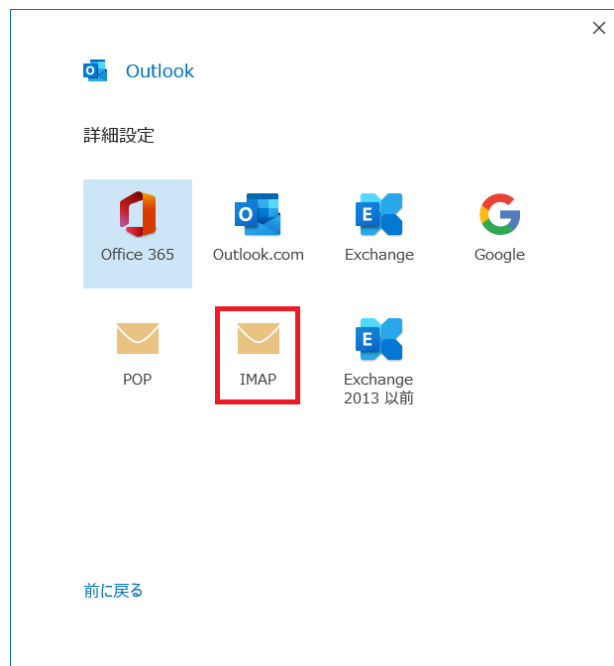 Outlook
詳細設定
Office 365
Outlook.com
Exchange
Google
POP
IMAP
Exchange
2013 以前
前に戻る